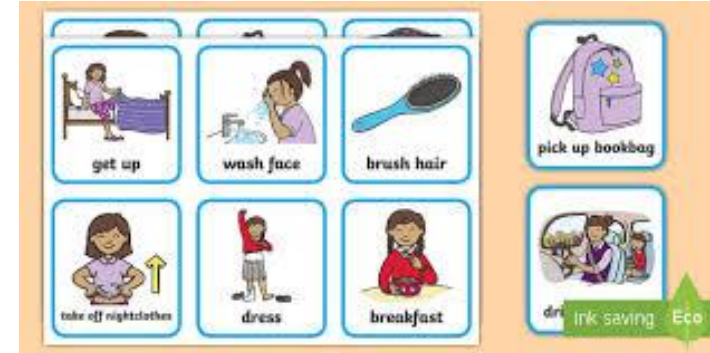 get up
wash face
brush hair
take off nightclothes
dress
breakfast
pick up bookbag
ink saving
Eco